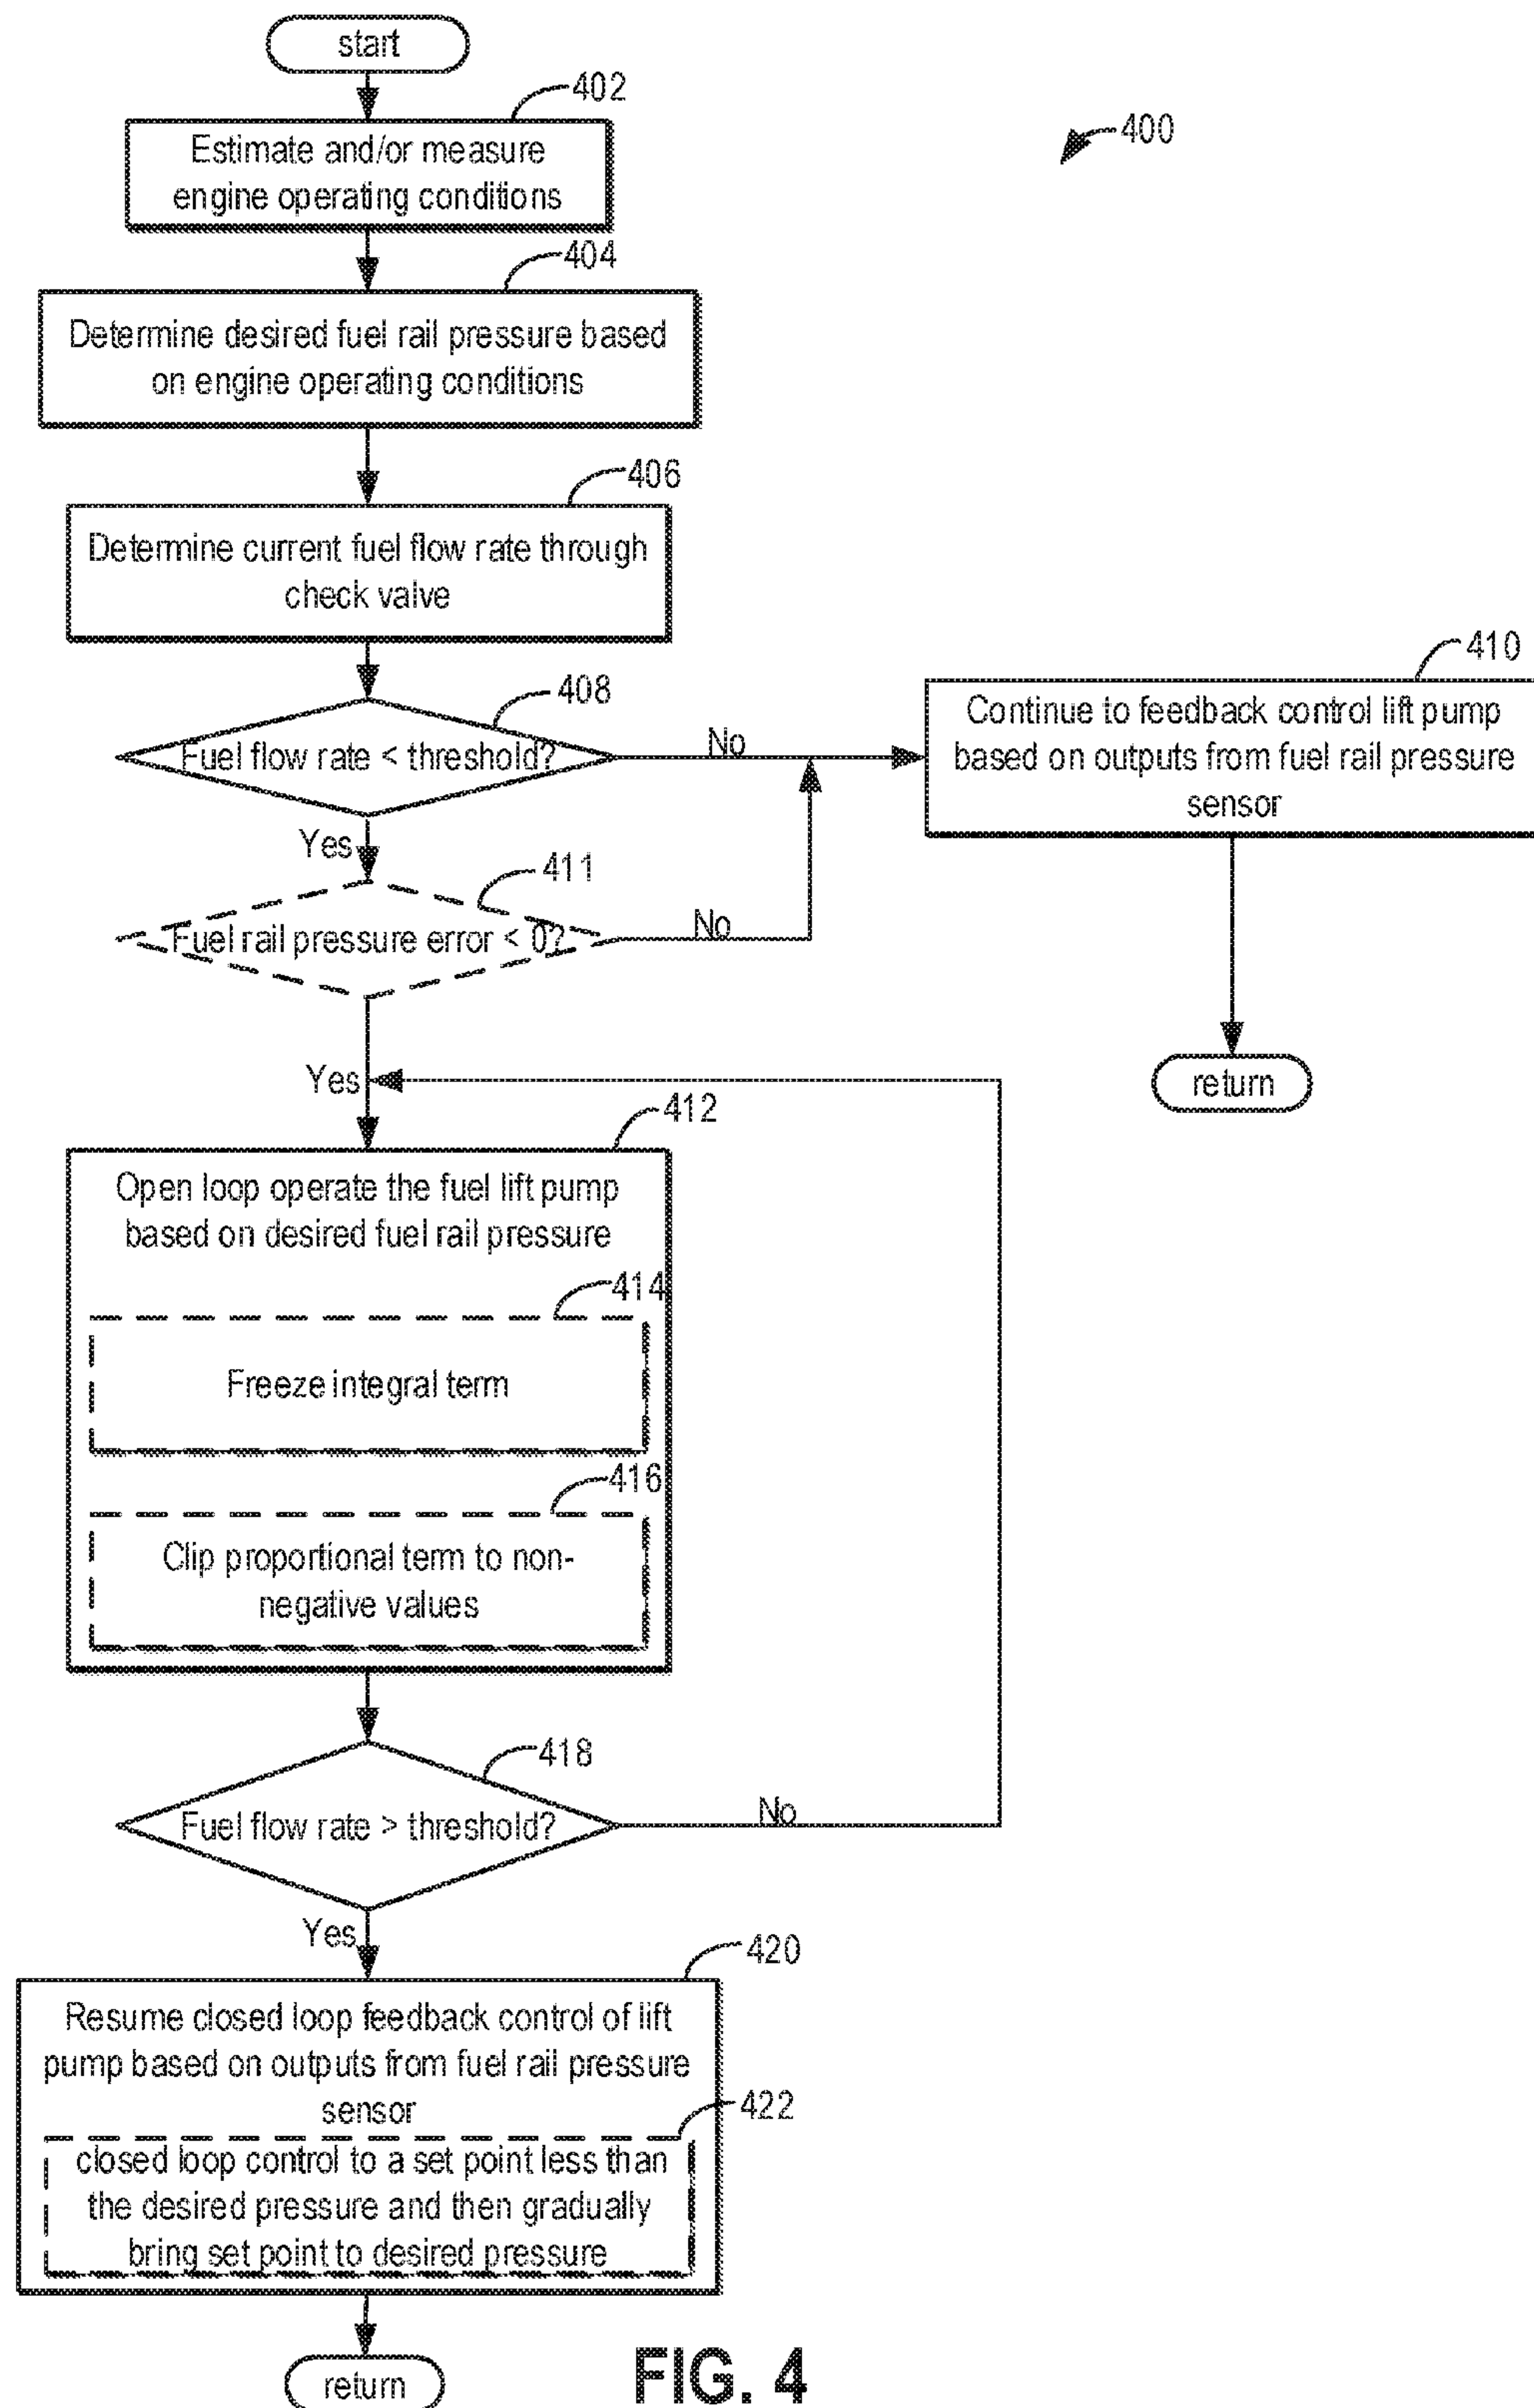 start
402
Estimate and/or measure
engine operating conditions
400
404
Determine desired fuel rail pressure based
on engine operating conditions
406
Determine current fuel flow rate through
check valve
408
Fuel flow rate < threshold?
No
410
Continue to feedback control lift pump
based on outputs from fuel rail pressure
sensor
return
Yes
411
Fuel rail pressure error < 0?
No
Yes
412
Open loop operate the fuel lift pump
based on desired fuel rail pressure
414
Freeze integral term
416
Clip proportional term to non-
negative values
418
Fuel flow rate > threshold?
No
Yes
420
Resume closed loop feedback control of lift
pump based on outputs from fuel rail pressure
sensor
422
closed loop control to a set point less than
the desired pressure and then gradually
bring set point to desired pressure
return
FIG. 4